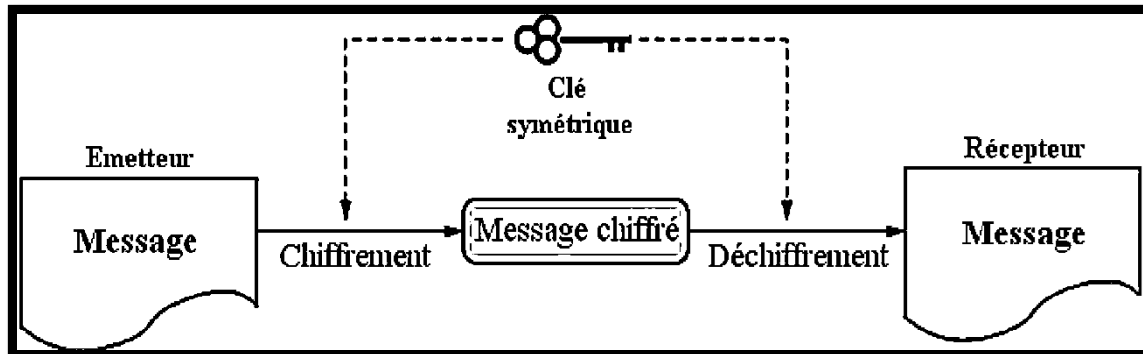 Clé
symétrique
Emetteur
Récepteur
Message
Message chiffré
Message
Chiffrement
Déchiffrement